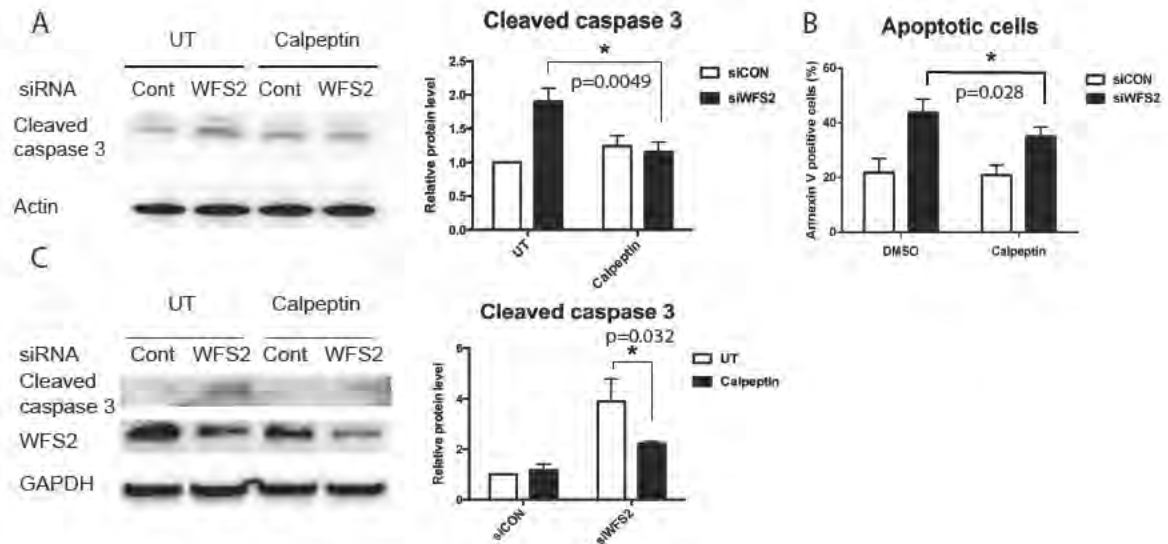 A
UT Calpeptin
siRNA Cont WFS2 Cont WFS2
Cleaved
caspase 3
Actin
Cleaved caspase 3
*
p=0.0049
siCON
siWFS2
Relative protein level
2.5
2.0
1.5
1.0
0.5
0.0
UT
Calpeptin
B
Apoptotic cells
*
p=0.028
siCON
siWFS2
Annexin V positive cells (%)
60
40
20
0
DMSO Calpeptin
C
UT Calpeptin
siRNA Cont WFS2 Cont WFS2
Cleaved
caspase 3
WFS2
GAPDH
Cleaved caspase 3
p=0.032
*
UT
Calpeptin
Relative protein level
6
4
2
0
siCON
siWFS2